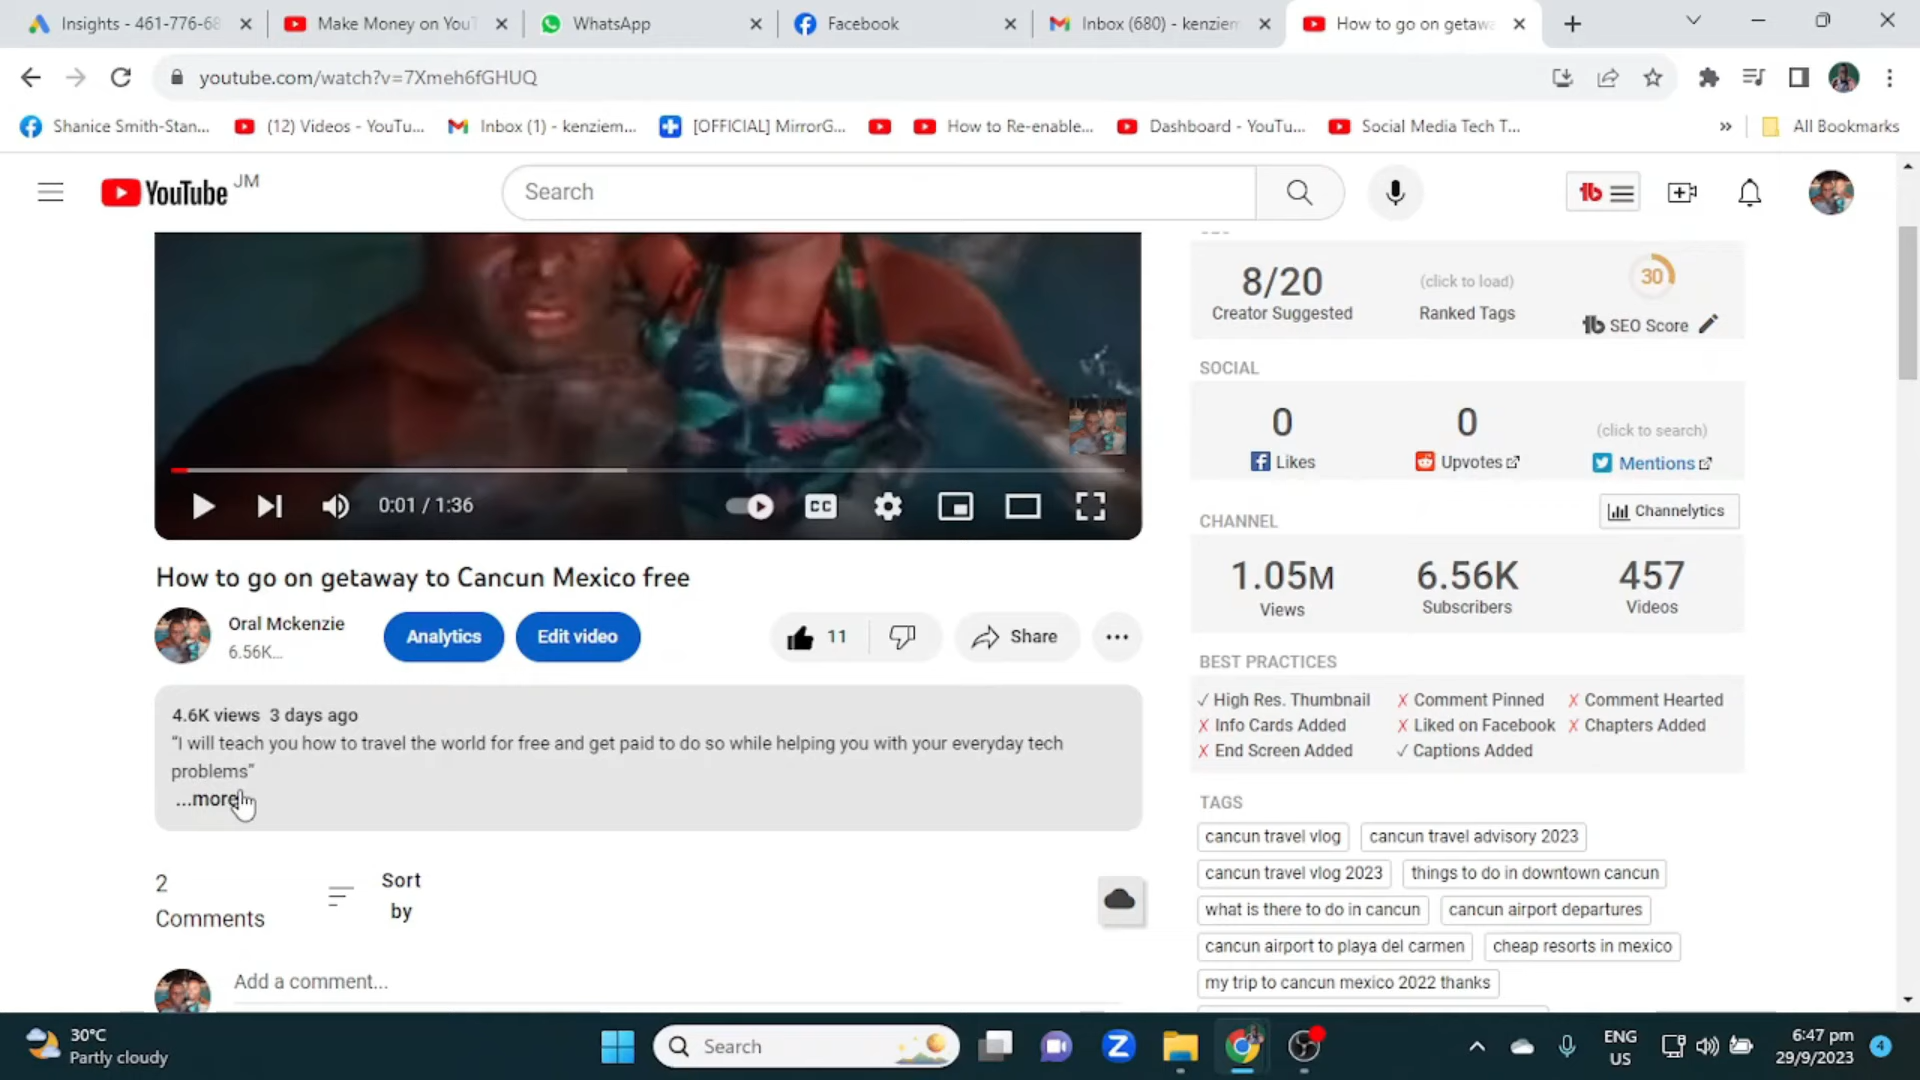 Insights - 461-776-68
Make Money on YouT
WhatsApp
Facebook
Inbox (680) - kenziem
How to go on getawa
youtube.com/watch?v=7Xmeh6fGHUQ
Shanice Smith-Stan...
(12) Videos - YouTu...
Inbox (1) - kenziem...
[OFFICIAL] MirrorG...
How to Re-enable...
Dashboard - YouTu...
Social Media Tech T...
»
All Bookmarks
YouTube JM
Search
8/20
Creator Suggested
(click to load)
Ranked Tags
30
SEO Score
SOCIAL
0
Likes
0
Upvotes
(click to search)
Mentions
0:01 / 1:36
CC
CHANNEL
Channelytics
1.05M
Views
6.56K
Subscribers
457
Videos
How to go on getaway to Cancun Mexico free
Oral Mckenzie
6.56K...
Analytics
Edit video
11
Share
BEST PRACTICES
✓ High Res. Thumbnail
✗ Comment Pinned
✗ Comment Hearted
✗ Info Cards Added
✗ Liked on Facebook
✗ Chapters Added
✗ End Screen Added
✓ Captions Added
4.6K views 3 days ago
"I will teach you how to travel the world for free and get paid to do so while helping you with your everyday tech
problems"
...more
TAGS
cancun travel vlog
cancun travel advisory 2023
cancun travel vlog 2023
things to do in downtown cancun
what is there to do in cancun
cancun airport departures
cancun airport to playa del carmen
cheap resorts in mexico
my trip to cancun mexico 2022 thanks
2
Comments
Sort
by
Add a comment...
30°C
Partly cloudy
Search
ENG
US
6:47 pm
29/9/2023
4